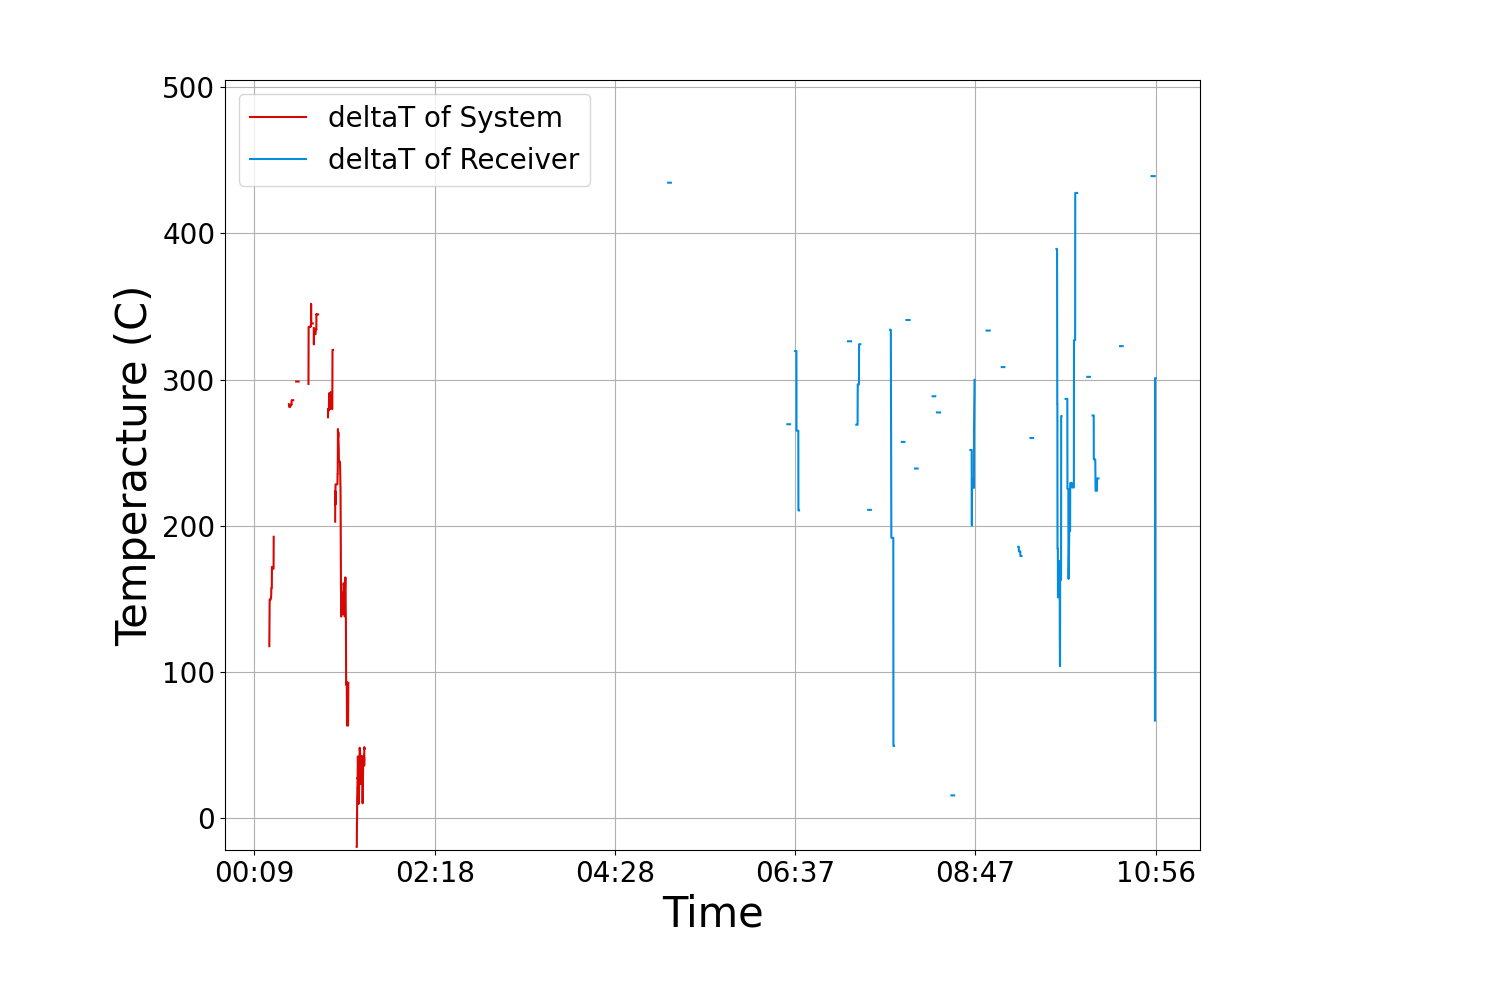 500
400
300
200
100
0
deltaT of System
deltaT of Receiver
Temperacture (C)
00:09 02:18 04:28 06:37 08:47 10:56
Time